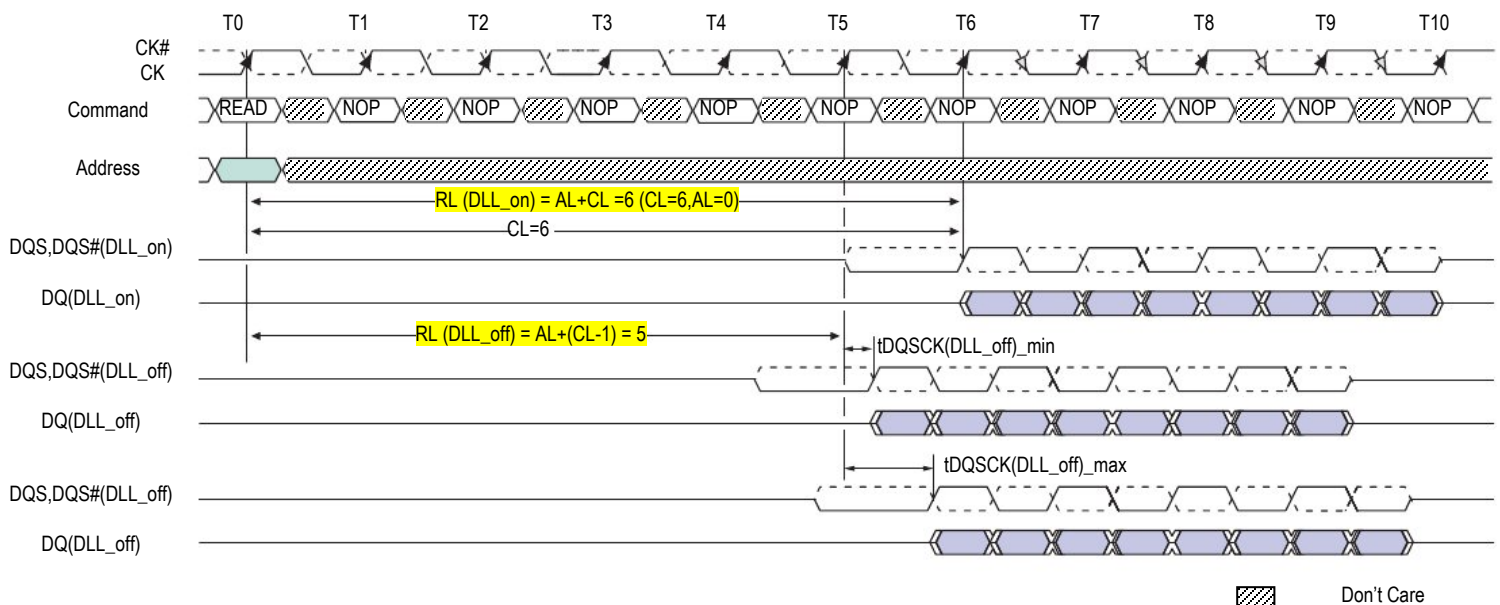 T0 T1 T2 T3 T4 T5 T6 T7 T8 T9 T10
CK#
CK
Command READ NOP NOP NOP NOP NOP NOP NOP NOP NOP NOP
Address
RL (DLL_on) = AL+CL =6 (CL=6,AL=0)
CL=6
DQS,DQS#(DLL_on)
DQ(DLL_on)
RL (DLL_off) = AL+(CL-1) = 5
tDQSCK(DLL_off)_min
DQS,DQS#(DLL_off)
DQ(DLL_off)
tDQSCK(DLL_off)_max
DQS,DQS#(DLL_off)
DQ(DLL_off)
Don't Care